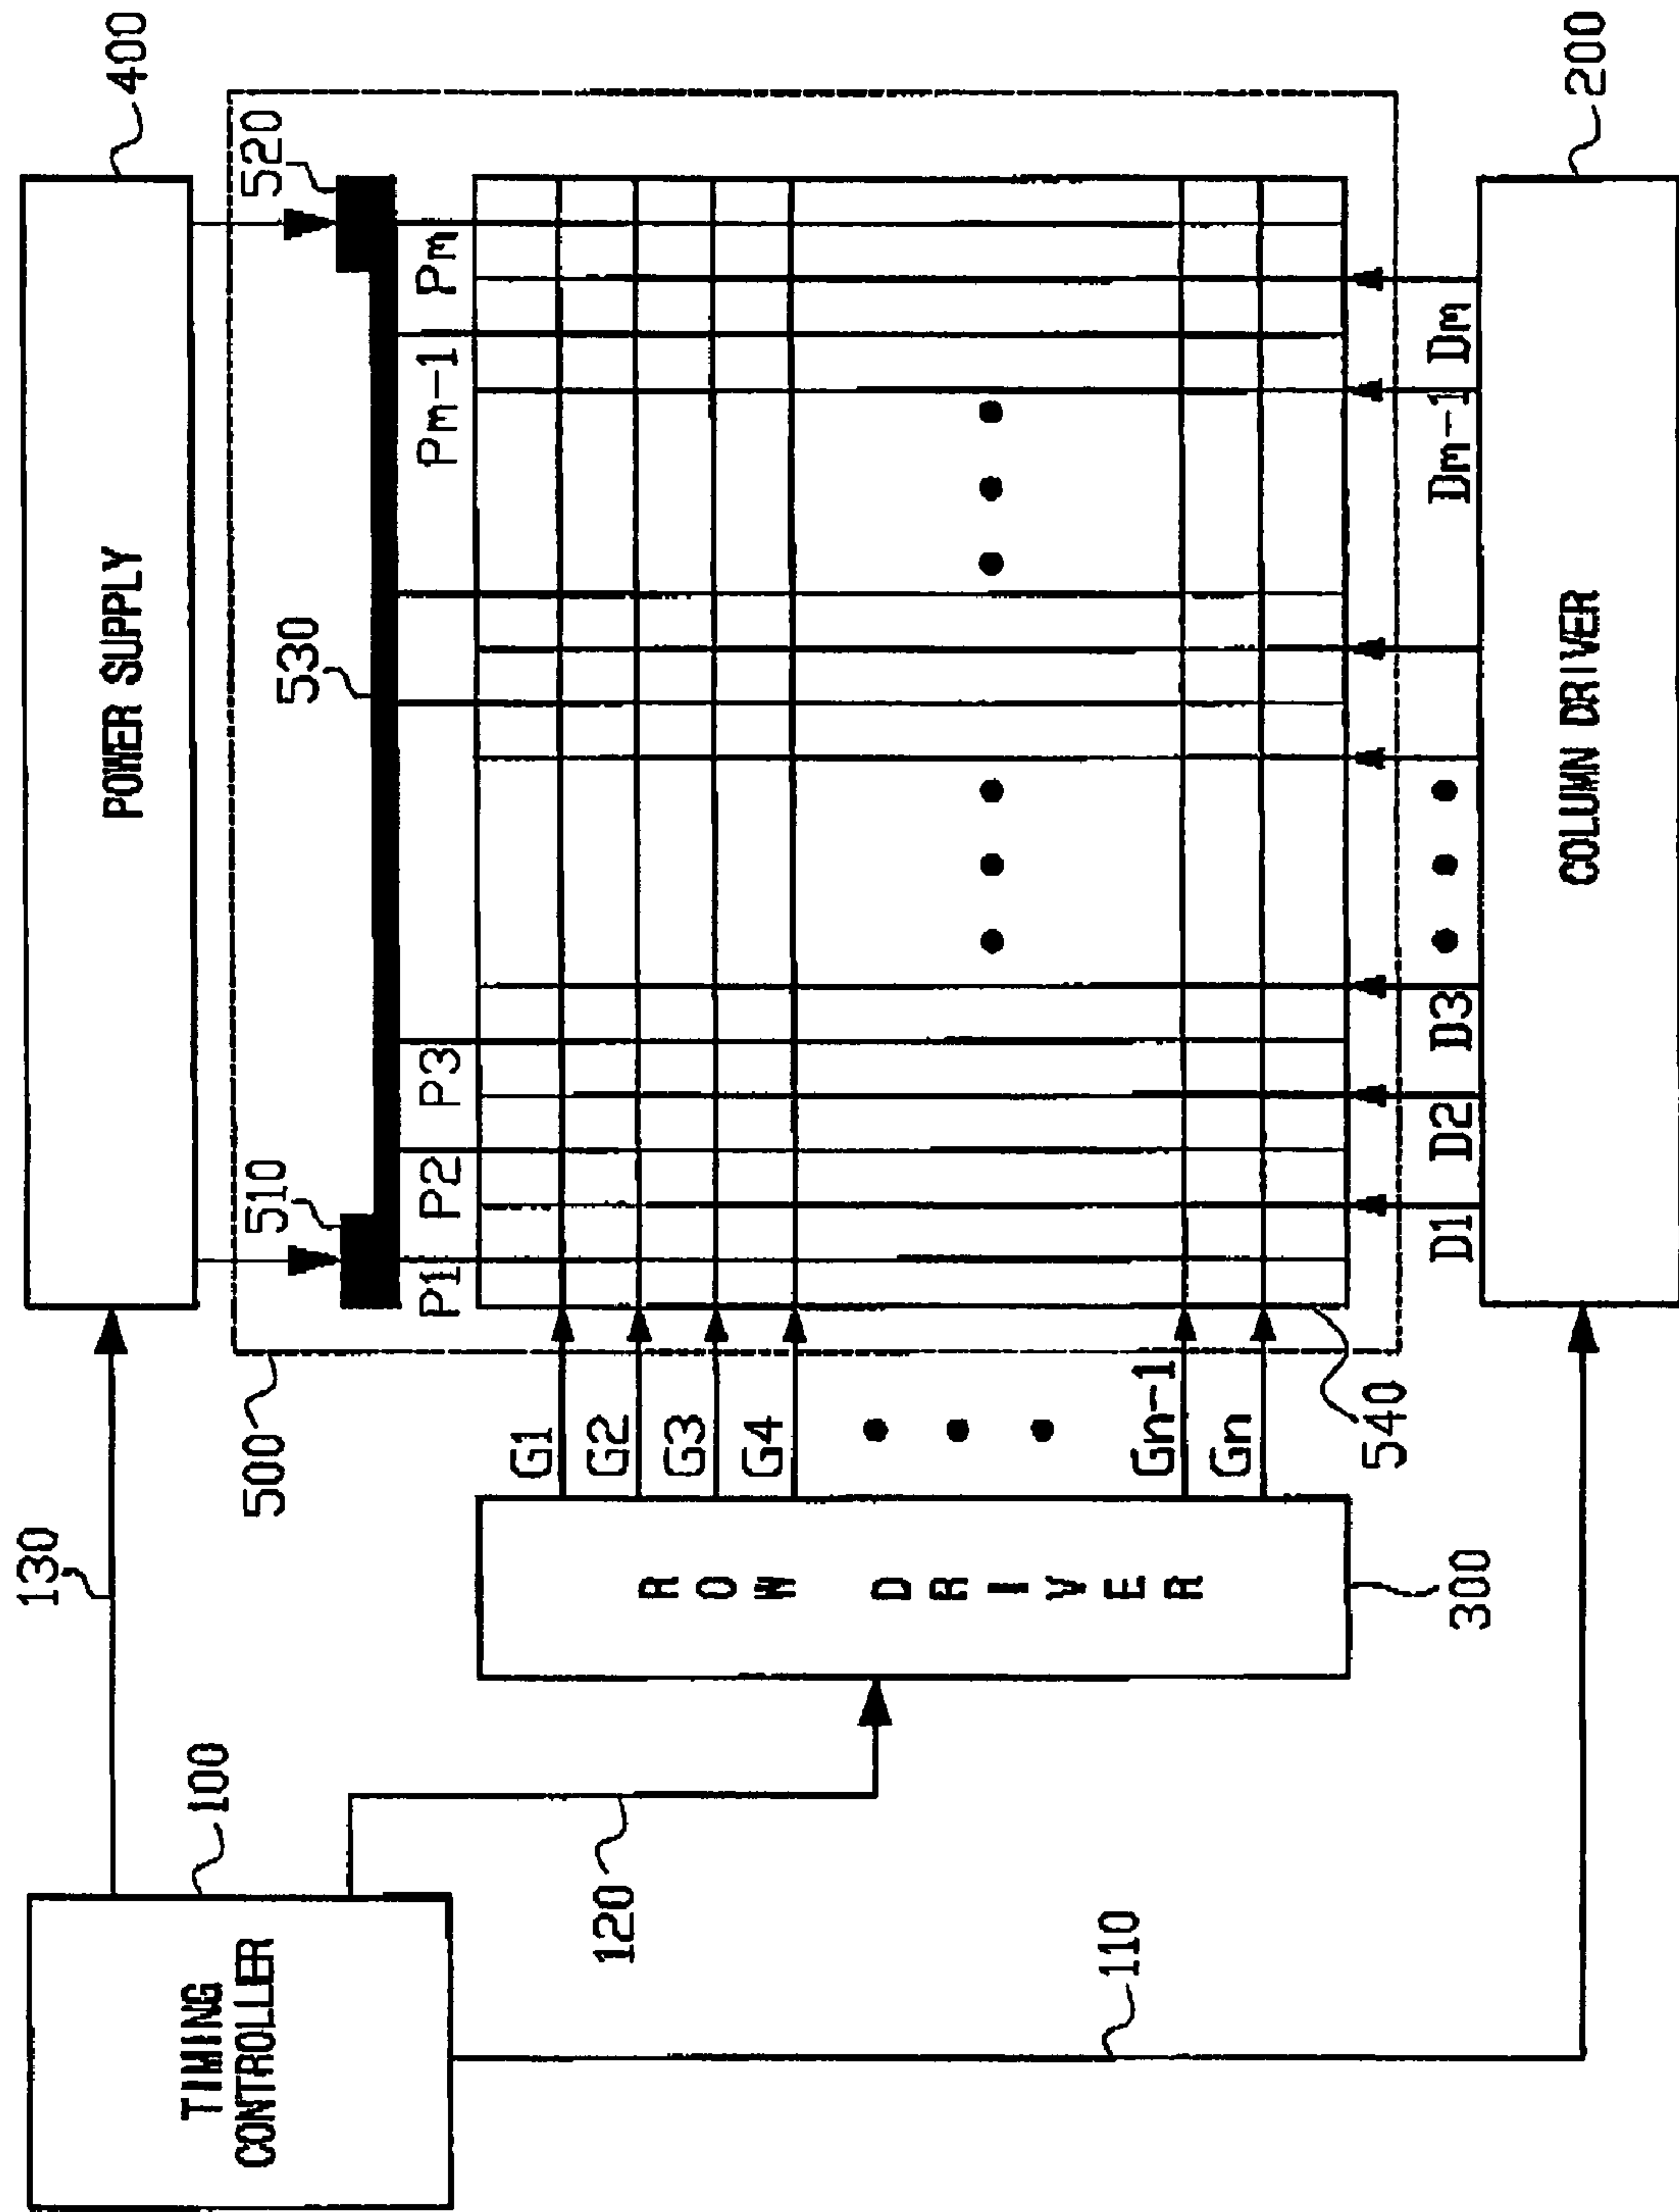 130
400
POWER SUPPLY
TIMING
CONTROLLER
100
500
510
530
520
P1
P2
P3
Pm-1
Pm
G1
G2
G3
G4
Gn-1
Gn
ROW DRIVER
120
300
540
110
D1
D2
D3
Dm-1
Dm
COLUMN DRIVER
200